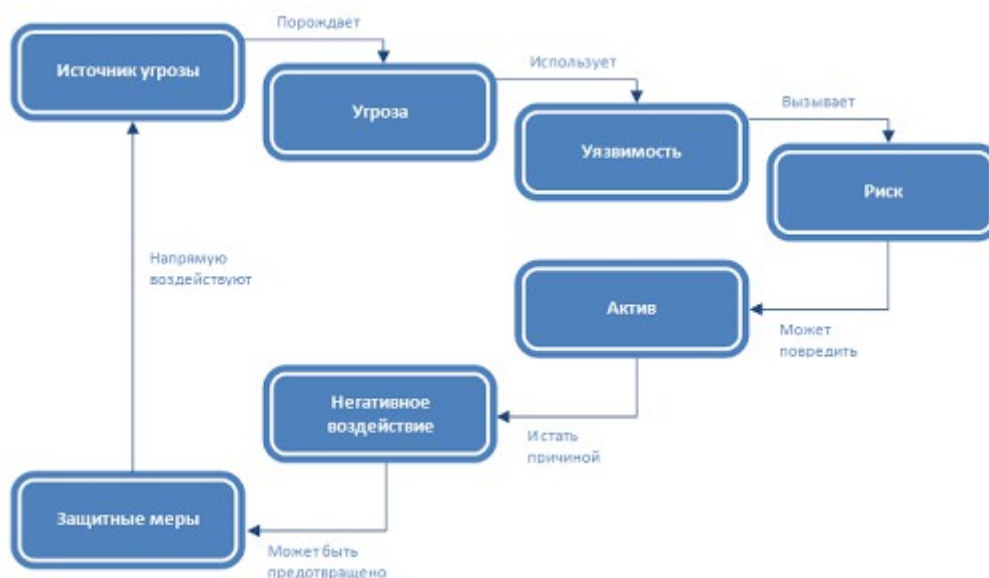 Порождает
Источник угрозы
Использует
Угроза
Вызывает
Уязвимость
Риск
Напрямую
воздействуют
Актив
Может
повредить
Негативное
воздействие
И стать
причиной
Защитные меры
Может быть
предотвращено